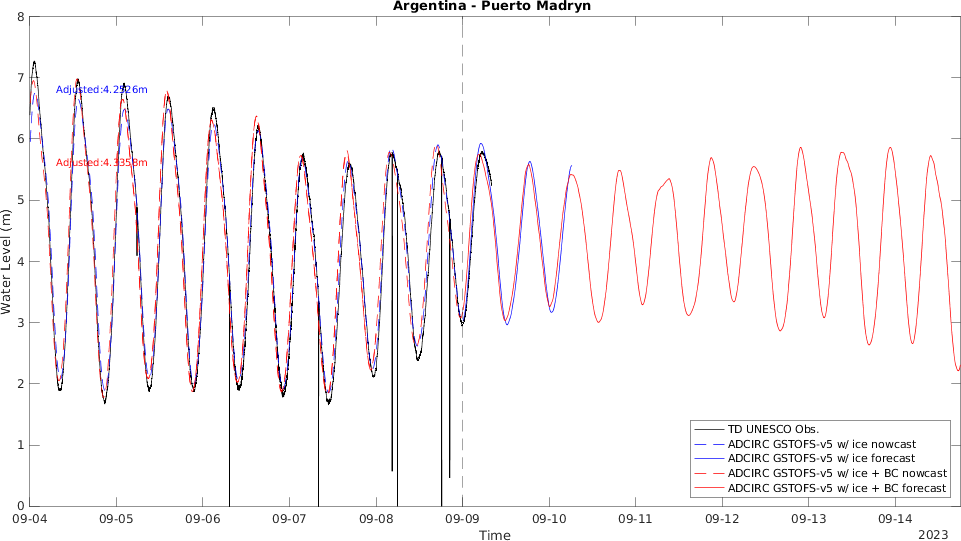 Argentina - Puerto Madryn
8
7
6
5
4
3
2
1
0
Water Level (m)
Adjusted:4.2526m
Adjusted:4.3358m
TD UNESCO Obs.
ADCIRC GSTOFS-v5 w/ ice nowcast
ADCIRC GSTOFS-v5 w/ ice forecast
ADCIRC GSTOFS-v5 w/ ice + BC nowcast
ADCIRC GSTOFS-v5 w/ ice + BC forecast
09-04 09-05 09-06 09-07 09-08 09-09 09-10 09-11 09-12 09-13 09-14
Time
2023